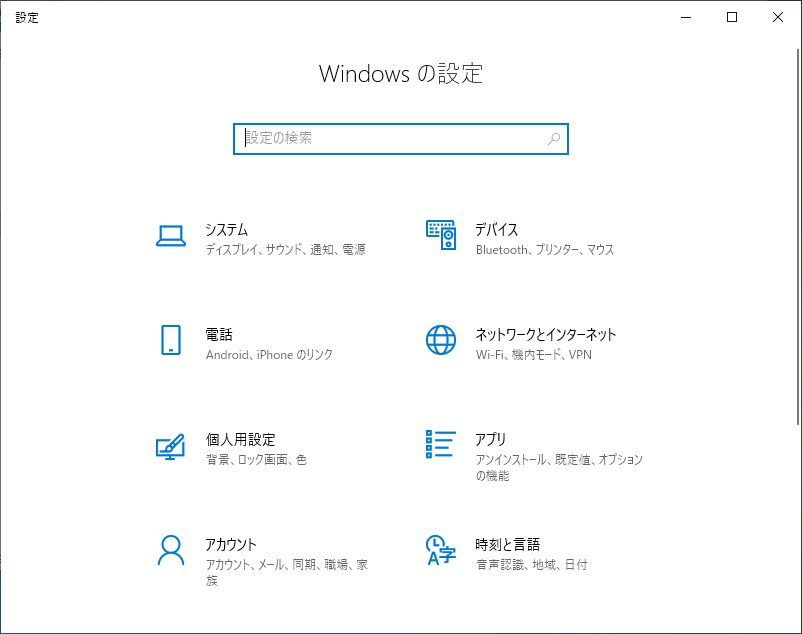 設定
Windows の設定
設定の検索
システム
ディスプレイ、サウンド、通知、電源
デバイス
Bluetooth、プリンター、マウス
電話
Android、iPhone のリンク
ネットワークとインターネット
Wi-Fi、機内モード、VPN
個人用設定
背景、ロック画面、色
アプリ
アンインストール、既定値、オプション
の機能
アカウント
アカウント、メール、同期、職場、家
族
時刻と言語
音声認識、地域、日付